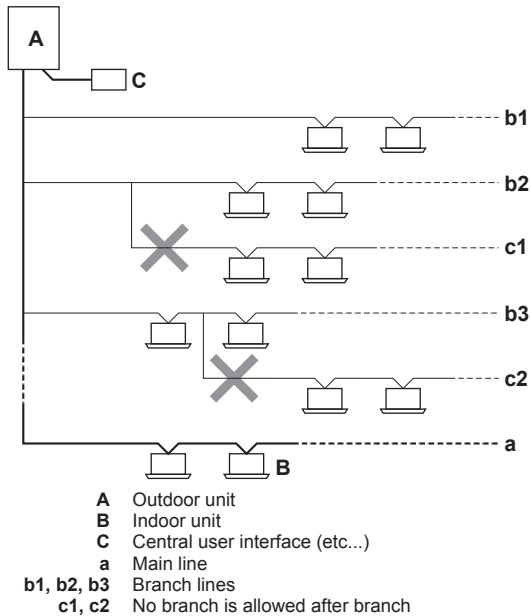 A
C
b1
b2
c1
b3
c2
a
B
A Outdoor unit
B Indoor unit
C Central user interface (etc...)
a Main line
b1, b2, b3 Branch lines
c1, c2 No branch is allowed after branch